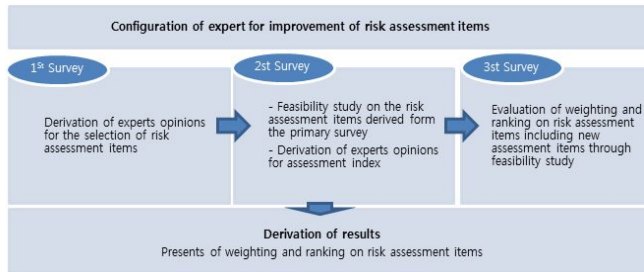 Configuration of expert for improvement of risk assessment items
1St Survey
Derivation of experts opinions
for the selection of risk
assessment items
2st Survey
- Feasibility study on the risk
assessment items derived form
the primary survey
- Derivation of experts opinions
for assessment index
3st Survey
Evaluation of weighting and
ranking on risk assessment
items including new
assessment items through
feasibility study
Derivation of results
Presents of weighting and ranking on risk assessment items